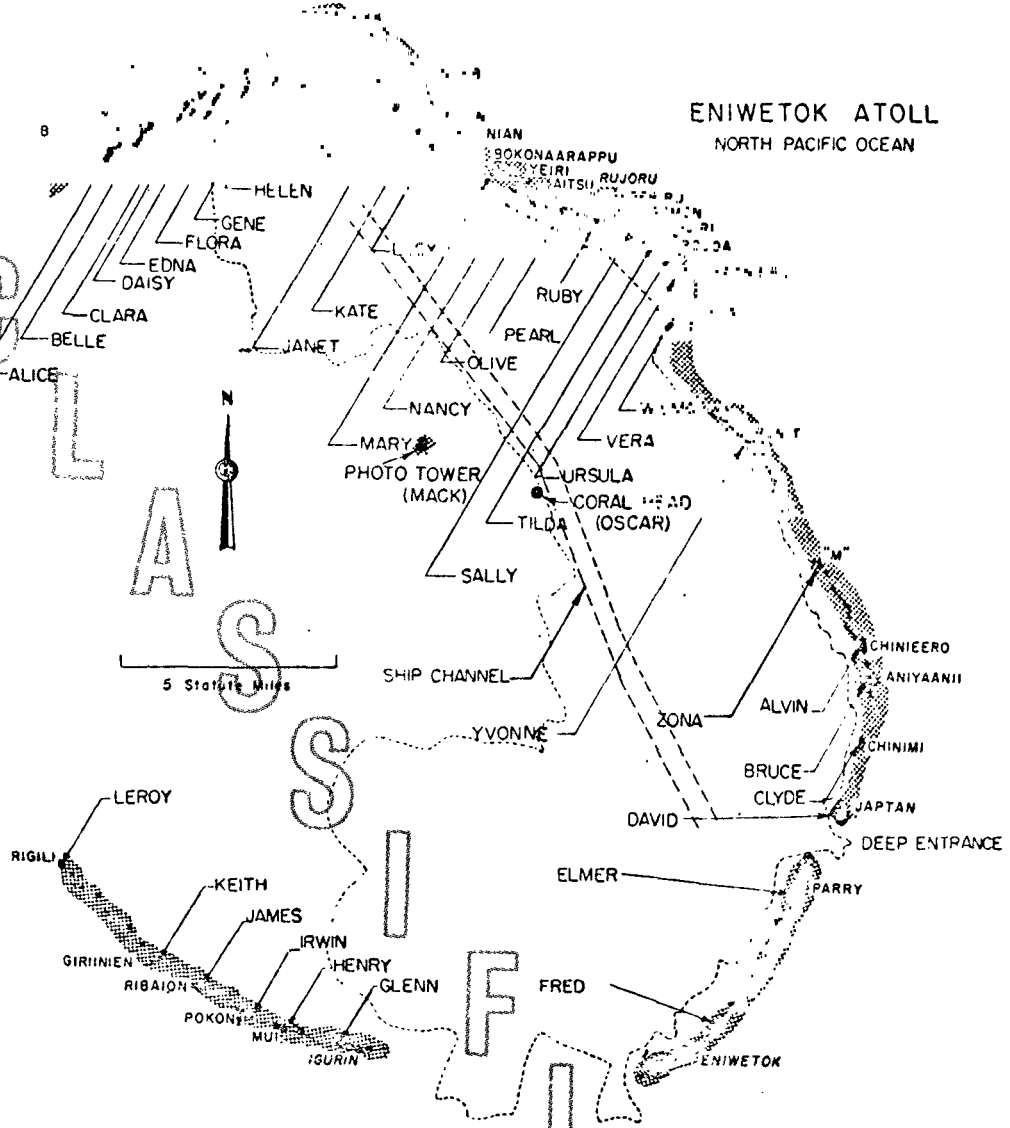 ENIWETOK ATOLL
NORTH PACIFIC OCEAN
B
NIAN
BOKONAARAPPU
YEIRI
AITSU
RUJORU
HELEN
GENE
FLORA
EDNA
DAISY
CLARA
BELLE
ALICE
KATE
JANET
RUBY
PEARL
OLIVE
NANCY
MARY
VERA
URSULA
N
PHOTO TOWER
(MACK)
CORAL HEAD
(OSCAR)
TILDA
SALLY
"M"
5 Statute Miles
SHIP CHANNEL
YVONNE
ZONA
ALVIN
CHINIEERO
ANIYAANII
BRUCE
CHINIMI
CLYDE
JAPTAN
DAVID
DEEP ENTRANCE
LEROY
RIGILI
ELMER
PARRY
KEITH
JAMES
IRWIN
HENRY
GLENN
GIRIINIEN
RIBAION
POKON
MUI
IGURIN
FRED
ENIWETOK
L
A
S
S
I
F
I